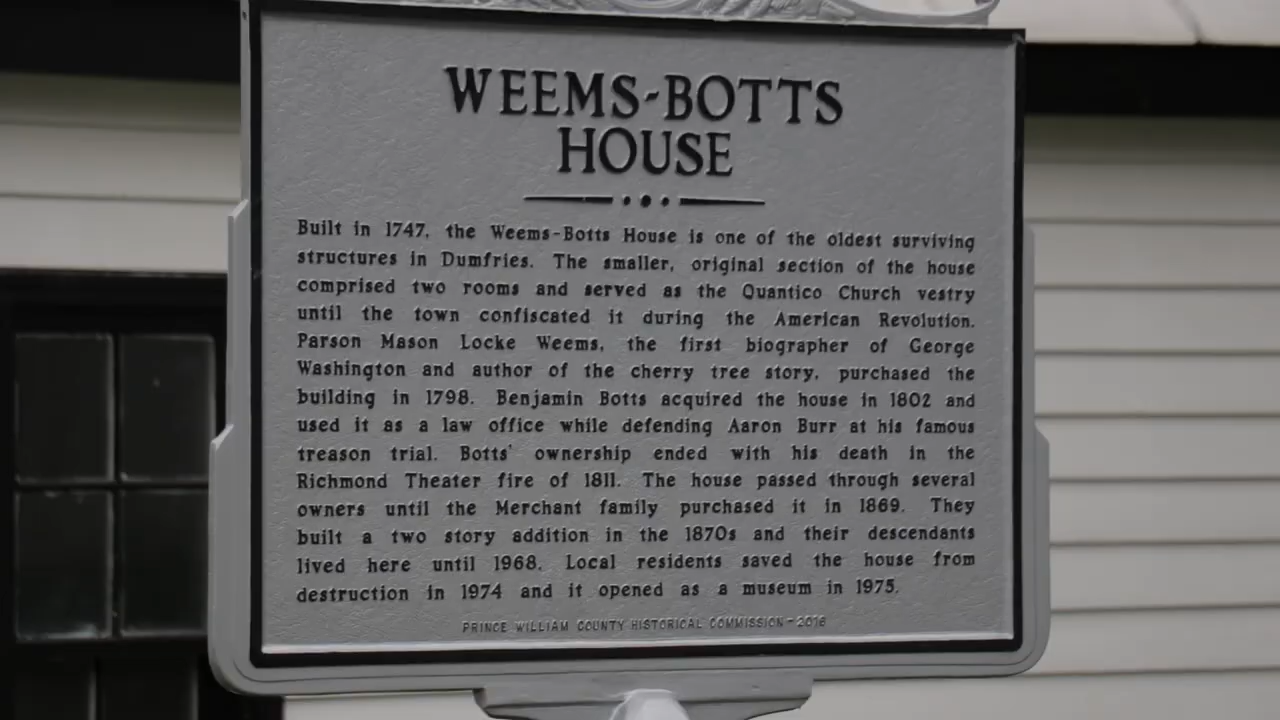 WEEMS-BOTTS
HOUSE
Built in 1747, the Weems-Botts House is one of the oldest surviving
structures in Dumfries. The smaller, original section of the house
comprised two rooms and served as the Quantico Church vestry
until the town confiscated it during the American Revolution.
Parson Mason Locke Weems, the first biographer of George
Washington and author of the cherry tree story, purchased the
building in 1798. Benjamin Botts acquired the house in 1802 and
used it as a law office while defending Aaron Burr at his famous
treason trial. Botts' ownership ended with his death in the
Richmond Theater fire of 1811. The house passed through several
owners until the Merchant family purchased it in 1869. They
built a two story addition in the 1870s and their descendants
lived here until 1968. Local residents saved the house from
destruction in 1974 and it opened as a museum in 1975.
PRINCE WILLIAM COUNTY HISTORICAL COMMISSION - 2016